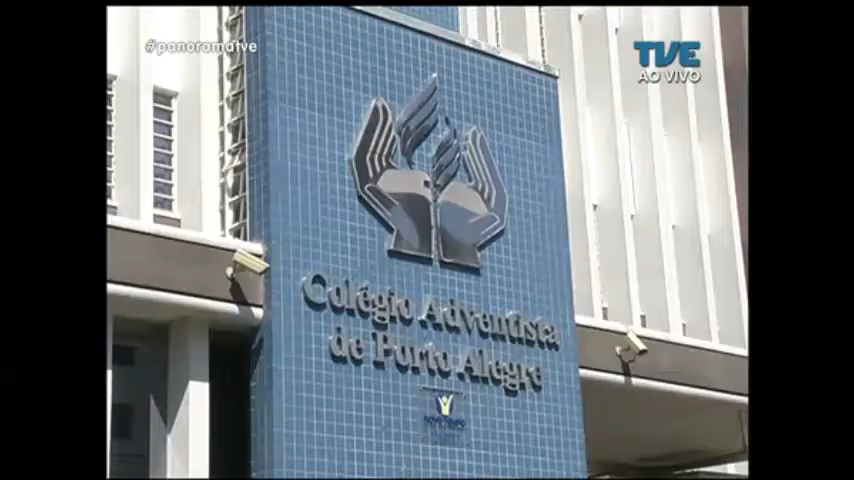 #panoramatve
TVE
AO VIVO
Colégio Adventista
de Porto Alegre